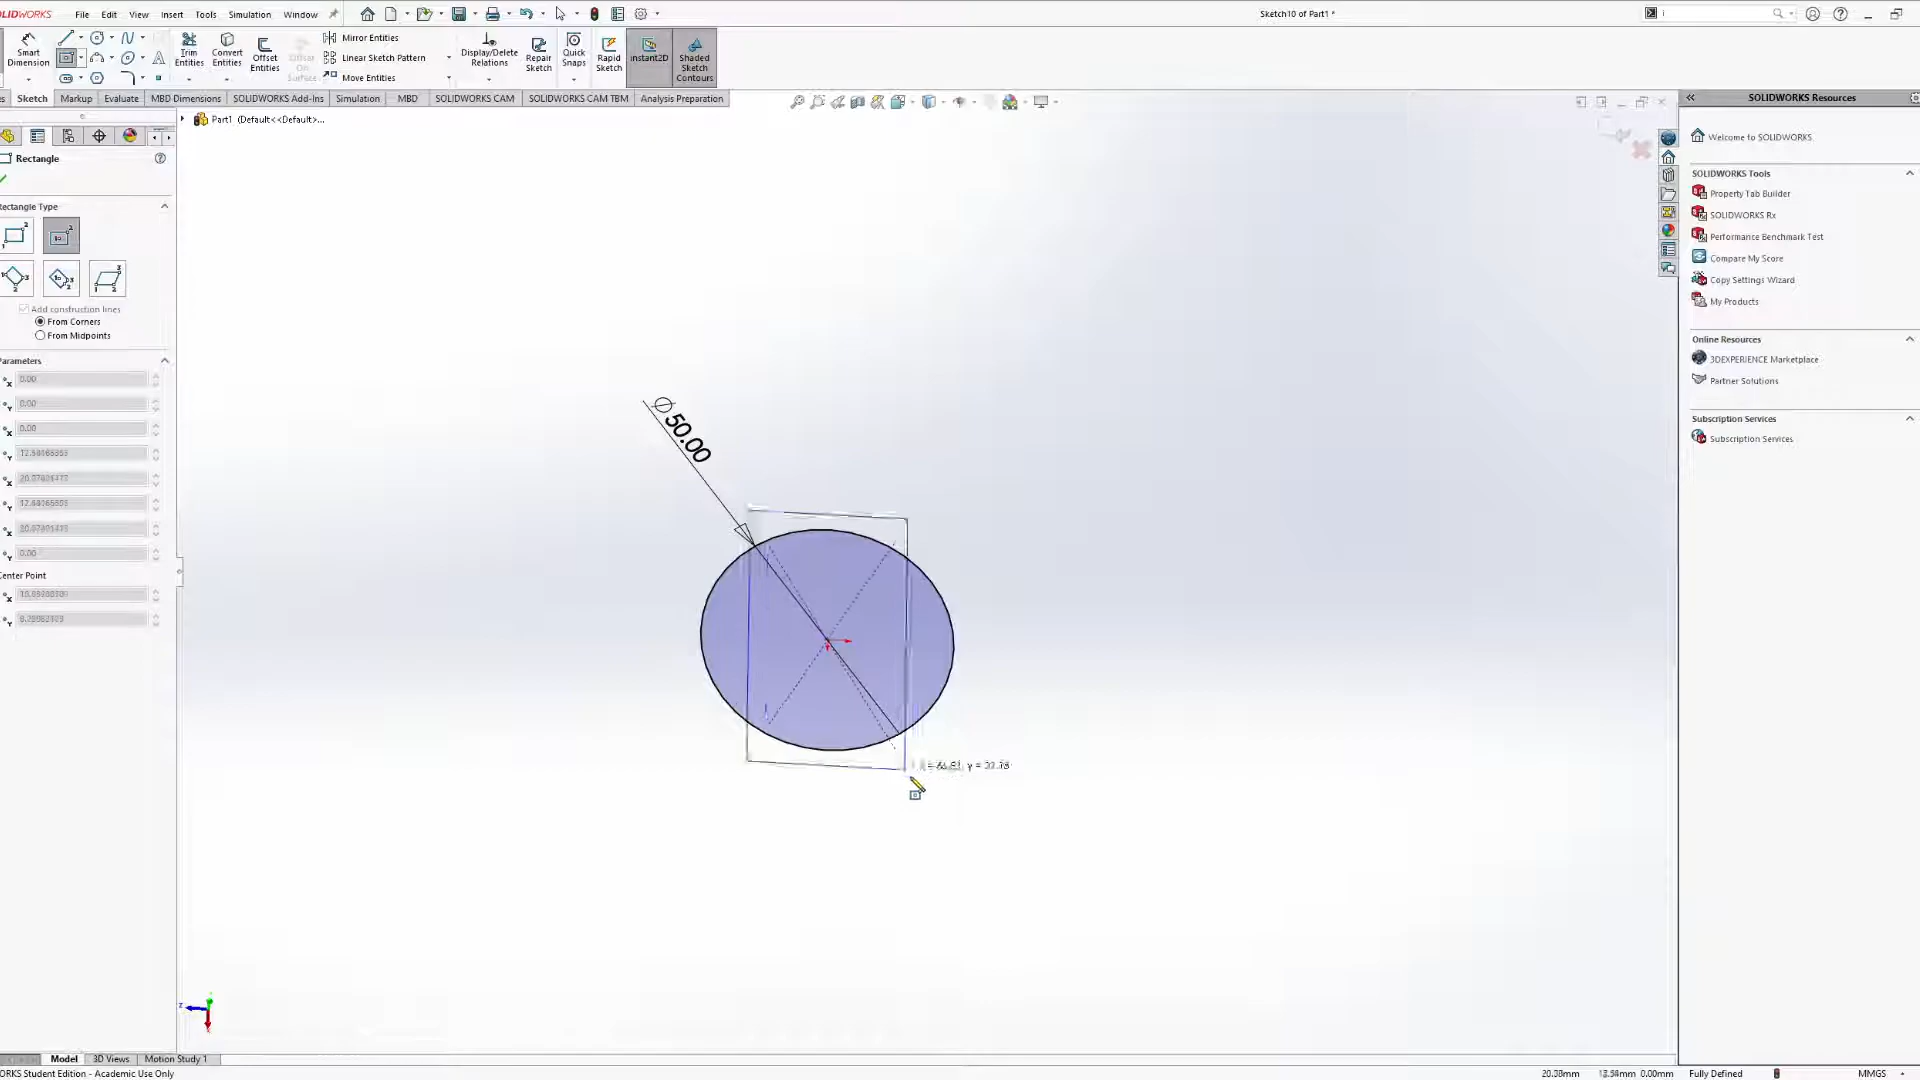 SOLIDWORKS File Edit View Insert Tools Simulation Window
Sketch10 of Part1 *
Smart Dimension
Trim Entities
Convert Entities
Offset Entities
Offset On Surface
Mirror Entities
Linear Sketch Pattern
Move Entities
Display/Delete Relations
Repair Sketch
Quick Snaps
Rapid Sketch
Instant2D
Shaded Sketch Contours
Sketch Markup Evaluate MBD Dimensions SOLIDWORKS Add-Ins Simulation MBD SOLIDWORKS CAM SOLIDWORKS CAM TBM Analysis Preparation
Part1 (Default<<Default>...
Rectangle
Rectangle Type
Add construction lines
From Corners
From Midpoints
Parameters
0.00
0.00
0.00
0.00
Center Point
Ø 50.00
SOLIDWORKS Resources
Welcome to SOLIDWORKS
SOLIDWORKS Tools
Property Tab Builder
SOLIDWORKS Rx
Performance Benchmark Test
Compare My Score
Copy Settings Wizard
My Products
Online Resources
3DEXPERIENCE Marketplace
Partner Solutions
Subscription Services
Subscription Services
Model 3D Views Motion Study 1
WORKS Student Edition - Academic Use Only
0.00mm Fully Defined MMGS